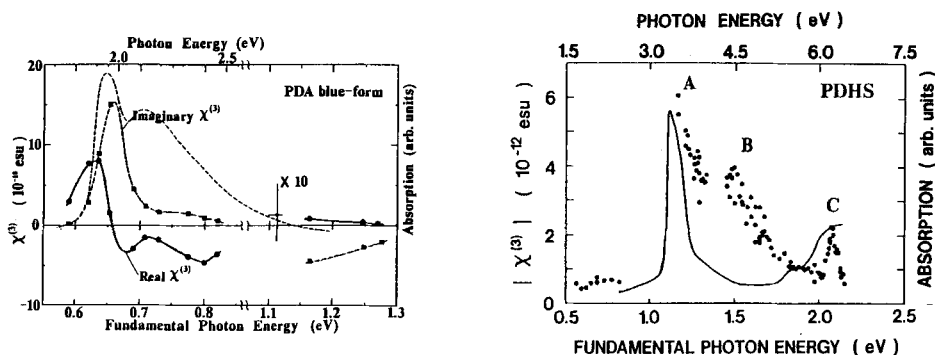 Photon Energy (eV)
2.0 2.5
20
10
0
-10
χ(3) ( 10⁻¹⁰ esu )
PDA blue-form
Imaginary χ(3)
X 10
Real χ(3)
Absorption (arb. units)
0.5 0.6 0.7 0.8 1.1 1.2 1.3
Fundamental Photon Energy (eV)
PHOTON ENERGY ( eV )
1.5 3.0 4.5 6.0 7.5
6
4
2
0
| χ(3) | ( 10⁻¹² esu )
PDHS
A
B
C
ABSORPTION ( arb. units )
0.5 1.0 1.5 2.0 2.5
FUNDAMENTAL PHOTON ENERGY ( eV )